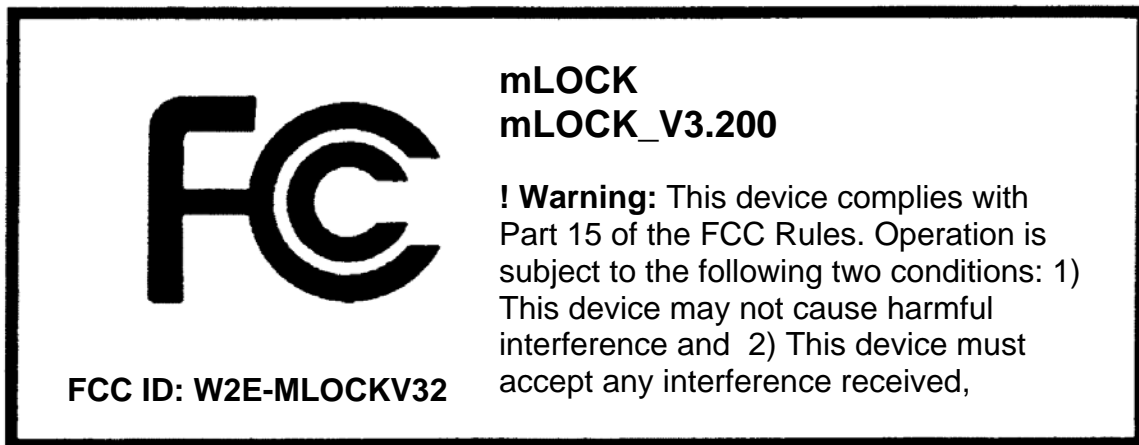 FCC
mLOCK
mLOCK_V3.200
! Warning: This device complies with
Part 15 of the FCC Rules. Operation is
subject to the following two conditions: 1)
This device may not cause harmful
interference and  2) This device must
accept any interference received,
FCC ID: W2E-MLOCKV32